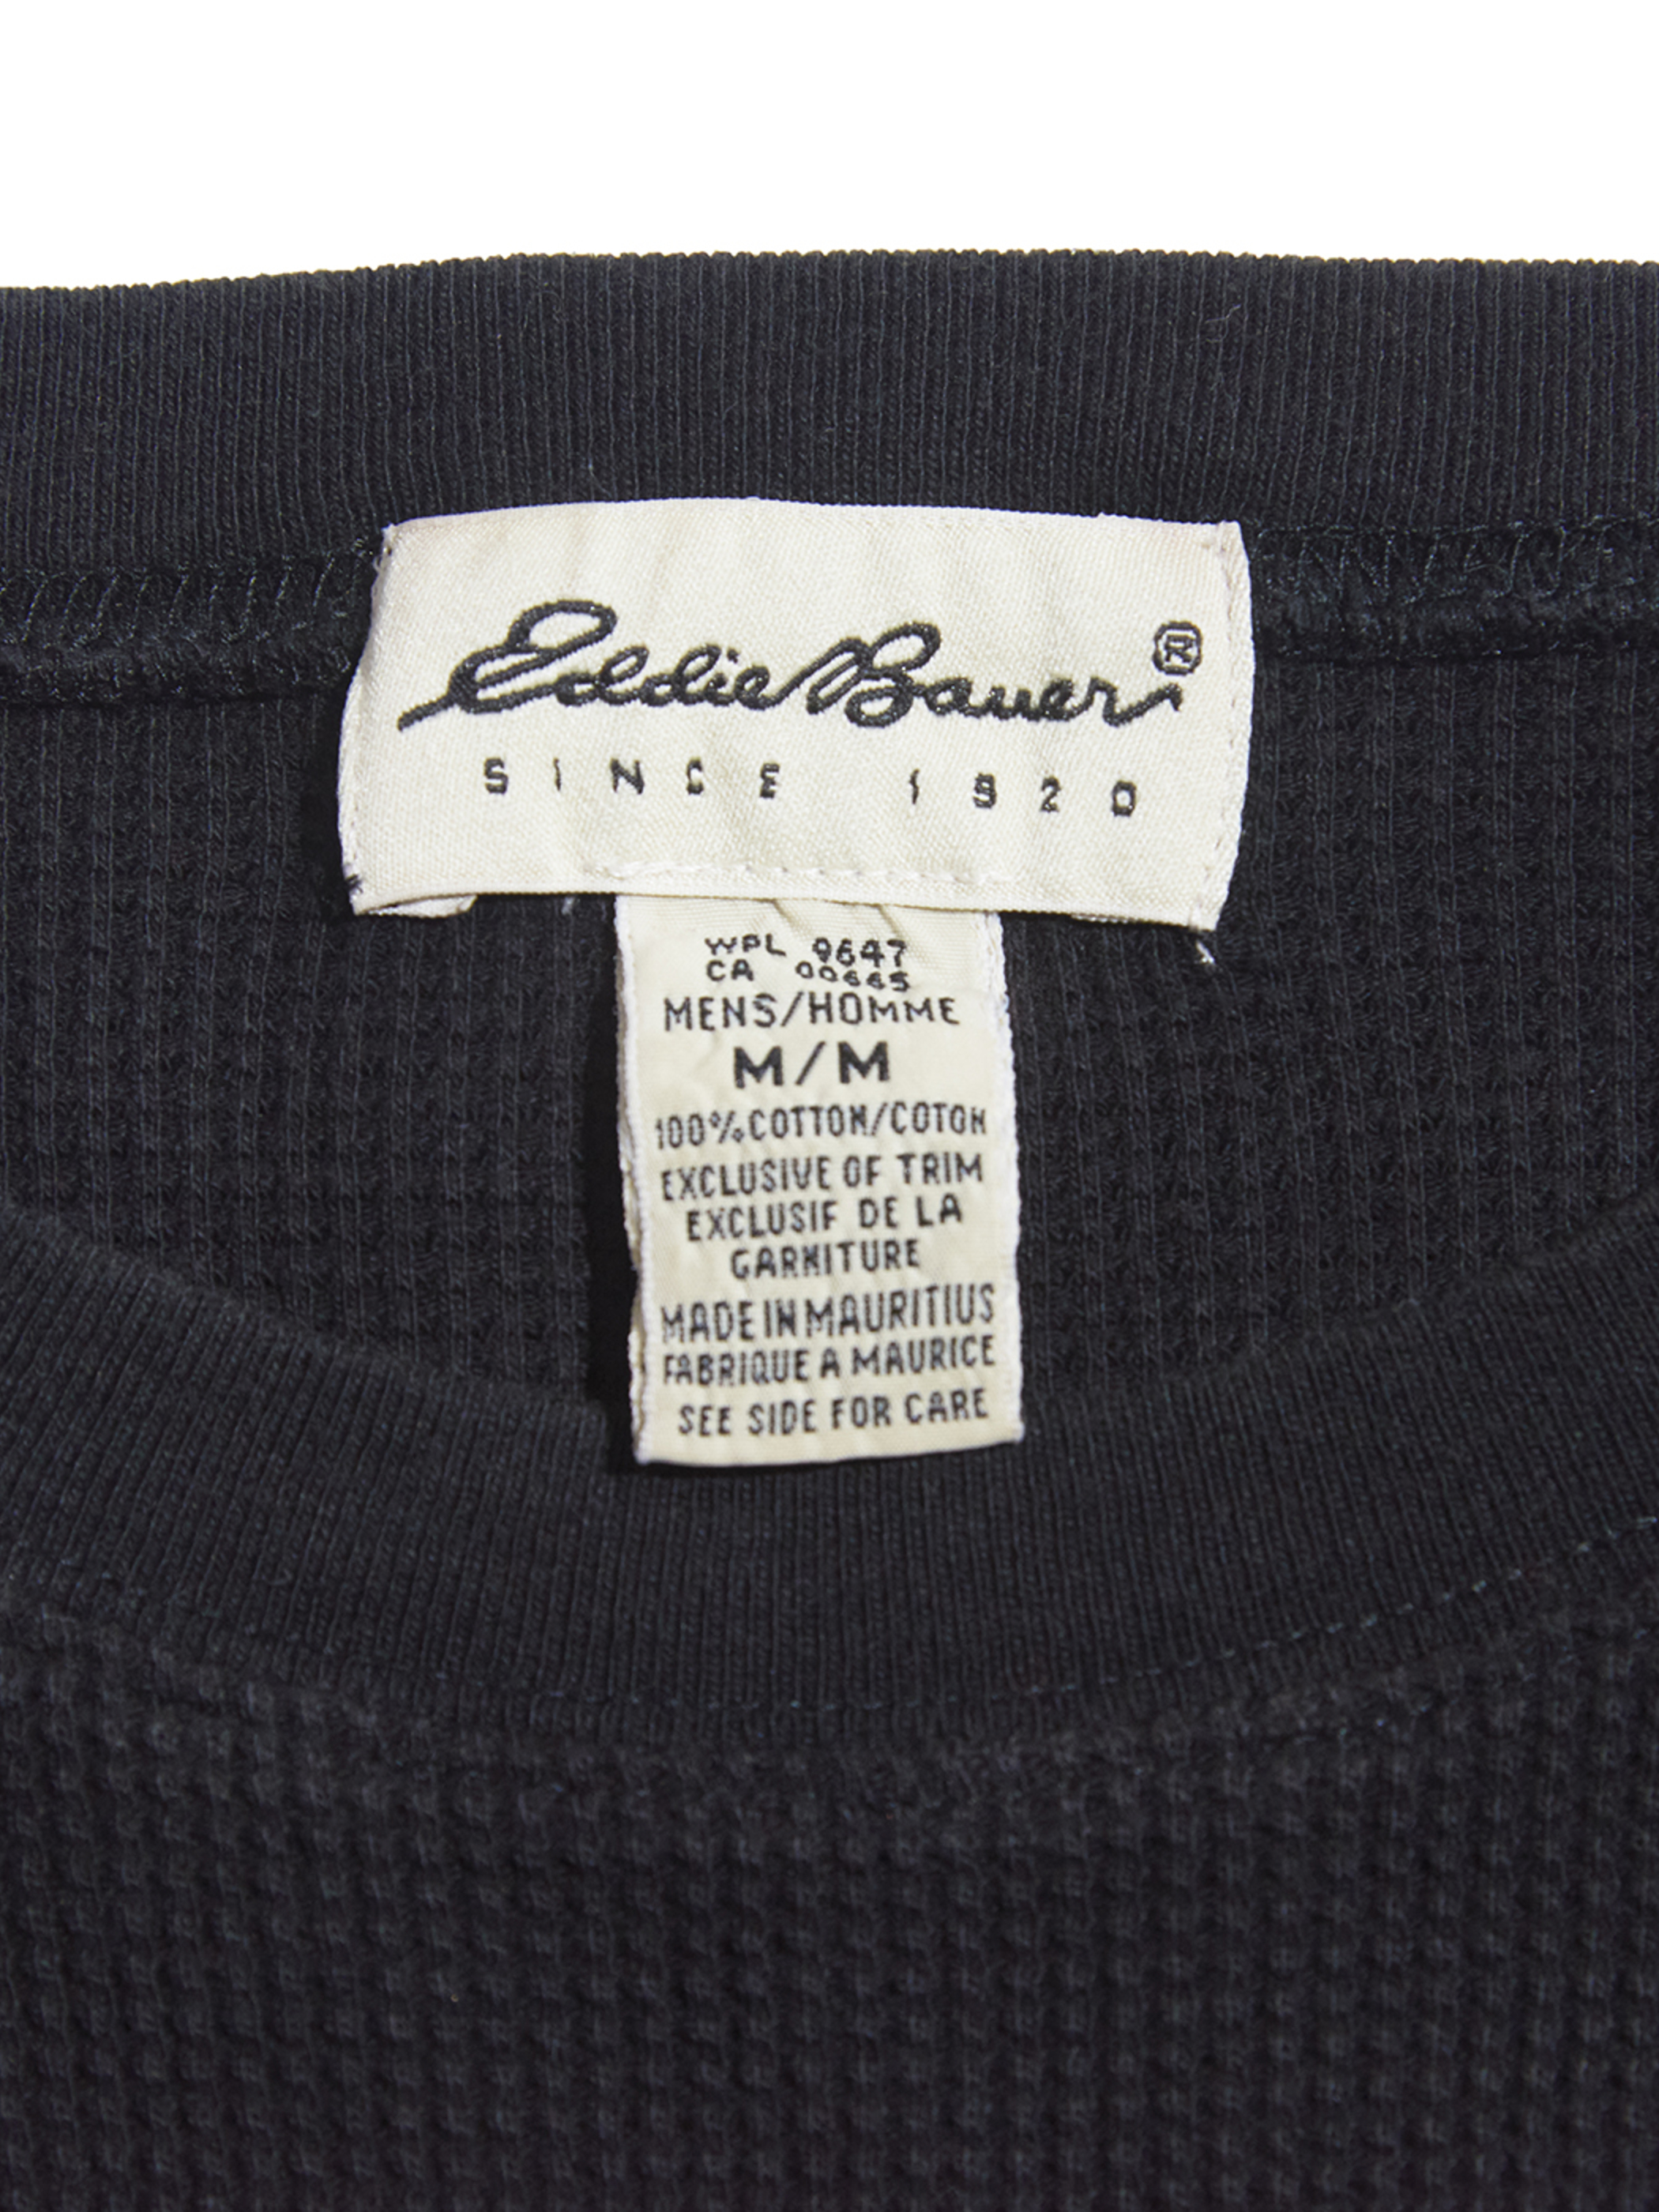 Eddie Bauer®
SINCE 1920
WPL 9647
CA 00665
MENS/HOMME
M/M
100% COTTON/COTON
EXCLUSIVE OF TRIM
EXCLUSIF DE LA
GARNITURE
MADE IN MAURITIUS
FABRIQUE A MAURICE
SEE SIDE FOR CARE